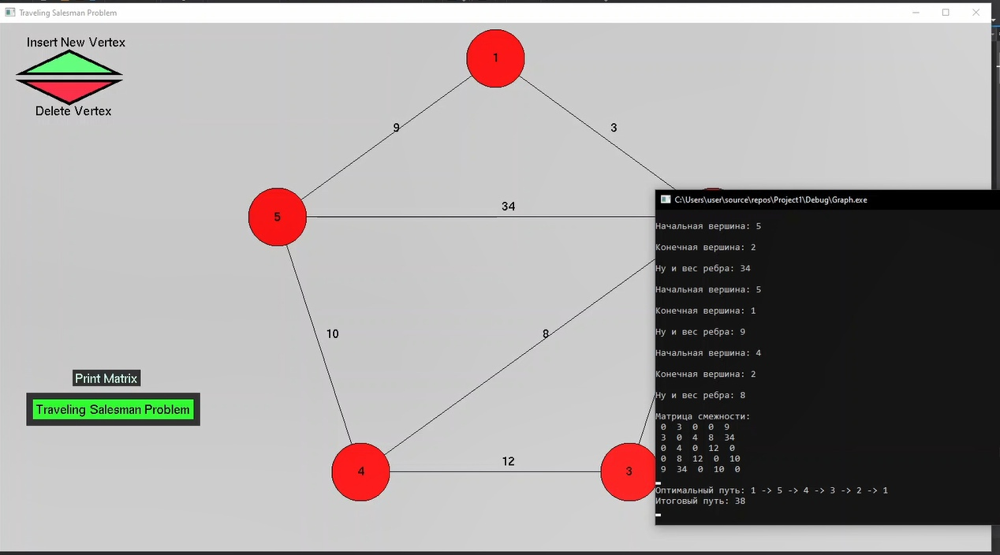 Traveling Salesman Problem
Insert New Vertex
Delete Vertex
1
9
3
5
34
10
8
4
12
3
Print Matrix
Traveling Salesman Problem
C:\Users\user\source\repos\Project1\Debug\Graph.exe
Начальная вершина: 5
Конечная вершина: 2
Ну и вес ребра: 34
Начальная вершина: 5
Конечная вершина: 1
Ну и вес ребра: 9
Начальная вершина: 4
Конечная вершина: 2
Ну и вес ребра: 8
Матрица смежности:
0 3 0 0 9
3 0 4 8 34
0 4 0 12 0
0 8 12 0 10
9 34 0 10 0
Оптимальный путь: 1 -> 5 -> 4 -> 3 -> 2 -> 1
Итоговый путь: 38